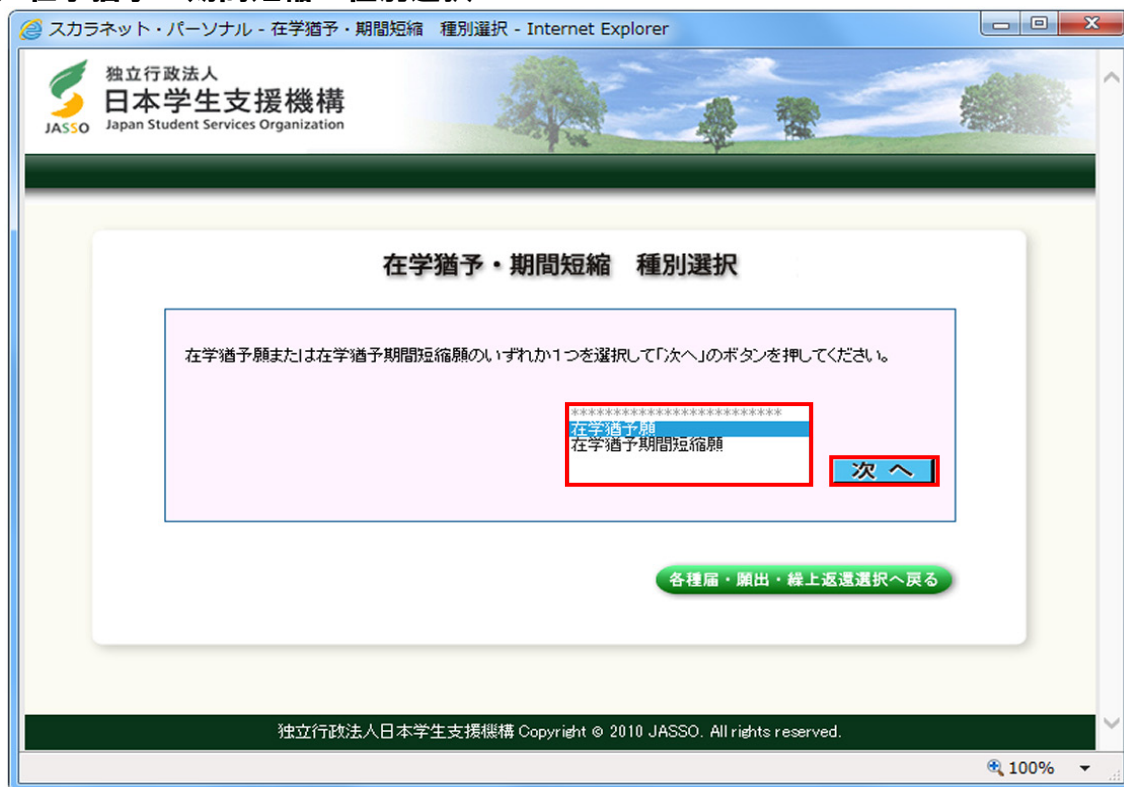 スカラネット・パーソナル - 在学猶予・期間短縮　種別選択 - Internet Explorer
独立行政法人
日本学生支援機構
JASSO
Japan Student Services Organization
在学猶予・期間短縮　種別選択
在学猶予願または在学猶予期間短縮願のいずれか1つを選択して「次へ」のボタンを押してください。
*************************
在学猶予願
在学猶予期間短縮願
次 へ
各種届・願出・繰上返還選択へ戻る
独立行政法人日本学生支援機構 Copyright © 2010 JASSO. All rights reserved.
100%